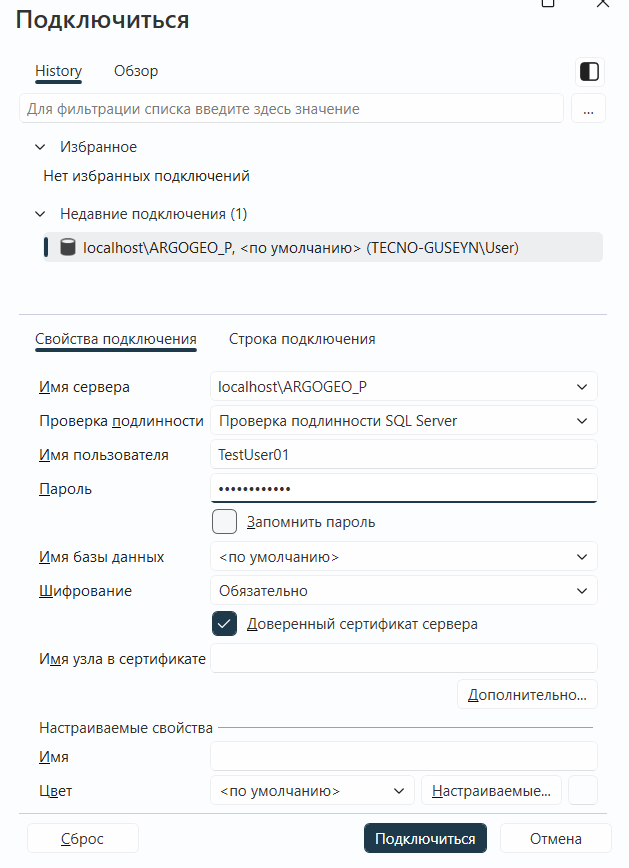 Подключиться
History Обзор
Для фильтрации списка введите здесь значение ...
Избранное
Нет избранных подключений
Недавние подключения (1)
localhost\ARGOGEO_P, <по умолчанию> (TECNO-GUSEYN\User)
Свойства подключения Строка подключения
Имя сервера localhost\ARGOGEO_P
Проверка подлинности Проверка подлинности SQL Server
Имя пользователя TestUser01
Пароль ••••••••••••
Запомнить пароль
Имя базы данных <по умолчанию>
Шифрование Обязательно
Доверенный сертификат сервера
Имя узла в сертификате
Дополнительно...
Настраиваемые свойства
Имя
Цвет <по умолчанию> Настраиваемые...
Сброс Подключиться Отмена